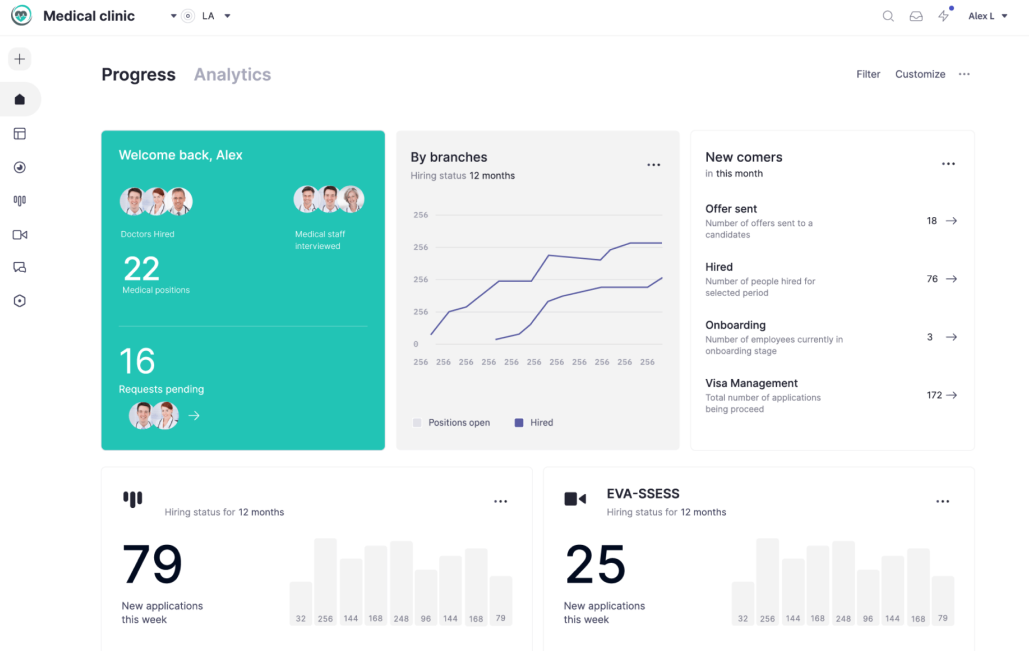 Medical clinic
LA
Alex L
Progress
Analytics
Filter
Customize
Welcome back, Alex
Doctors Hired
22
Medical positions
Medical staff
interviewed
16
Requests pending
By branches
Hiring status 12 months
256
256
256
256
0
256 256 256 256 256 256 256 256 256 256 256
Positions open
Hired
New comers
in this month
Offer sent
Number of offers sent to a
candidates
18
Hired
Number of people hired for
selected period
76
Onboarding
Number of employees currently in
onboarding stage
3
Visa Management
Total number of applications
being proceed
172
Hiring status for 12 months
79
New applications
this week
32 256 144 168 248 96 144 168 79
EVA-SSESS
Hiring status for 12 months
25
New applications
this week
32 256 144 168 248 96 144 168 79